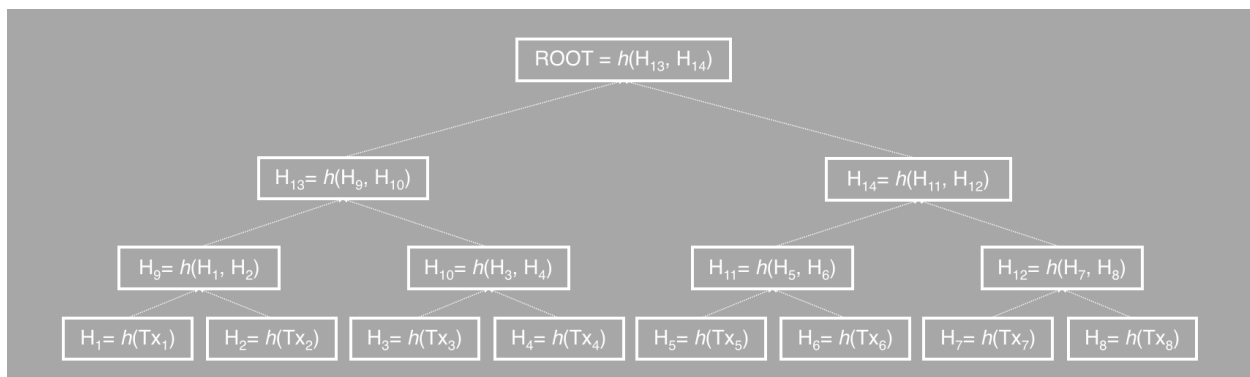 ROOT = h(H₁₃, H₁₄)
H₁₃= h(H₉, H₁₀)
H₁₄= h(H₁₁, H₁₂)
H₉= h(H₁, H₂)
H₁₀= h(H₃, H₄)
H₁₁= h(H₅, H₆)
H₁₂= h(H₇, H₈)
H₁= h(Tx₁)
H₂= h(Tx₂)
H₃= h(Tx₃)
H₄= h(Tx₄)
H₅= h(Tx₅)
H₆= h(Tx₆)
H₇= h(Tx₇)
H₈= h(Tx₈)